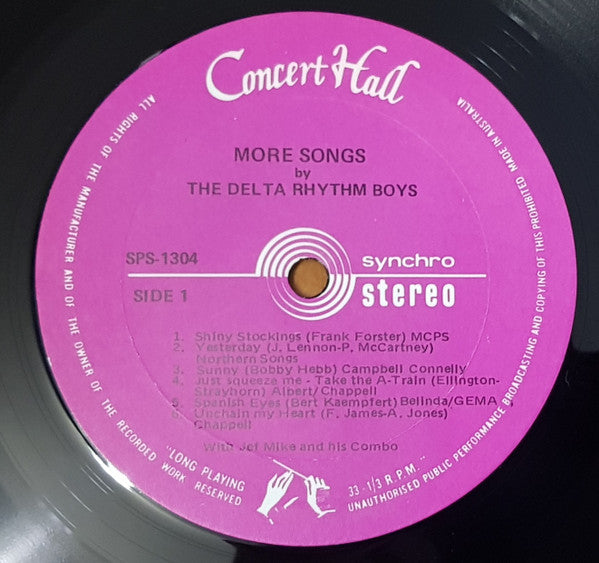 Concert Hall
MORE SONGS
by
THE DELTA RHYTHM BOYS
SPS-1304
synchro
SIDE 1
stereo
1. Shiny Stockings (Frank Forster) MCPS
2. Yesterday (J. Lennon-P. McCartney)
Northern Songs
3. Sunny (Bobby Hebb) Campbell Connelly
4. Just squeeze me - Take the A-Train (Ellington-
Strayhorn) Albert/Chappell
5. Spanish Eyes (Bert Kaempfert) Belinda/GEMA
6. Unchain my Heart (F. James-A. Jones)
Chappell
With Jef Mike and his Combo
ALL RIGHTS OF THE MANUFACTURER AND OF THE OWNER OF THE RECORDED WORK RESERVED
"LONG PLAYING
33-1/3 R.P.M."
UNAUTHORISED PUBLIC PERFORMANCE BROADCASTING AND COPYING OF THIS PROHIBITED MADE IN AUSTRALIA